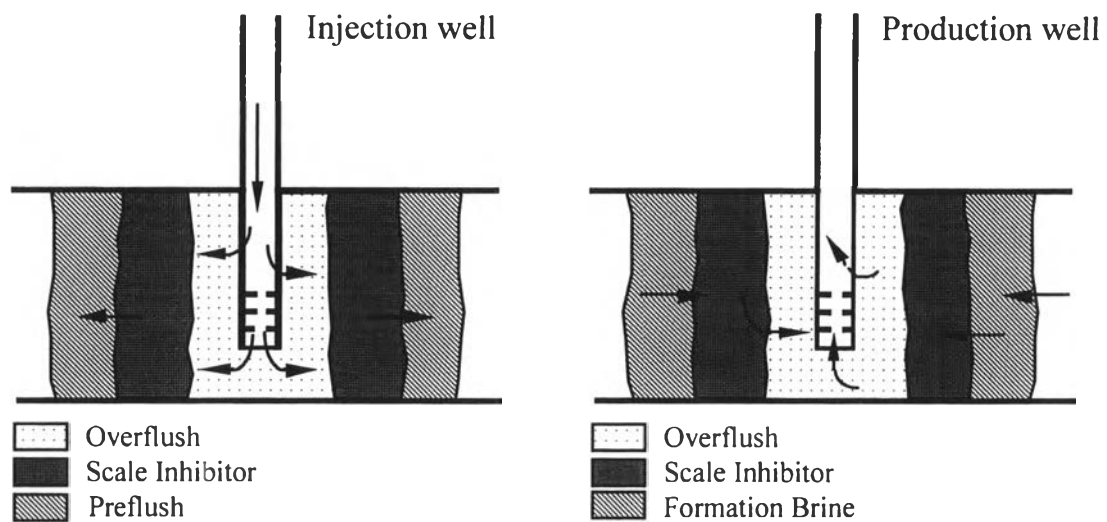 Injection well
Production well
Overflush
Scale Inhibitor
Preflush
Overflush
Scale Inhibitor
Formation Brine